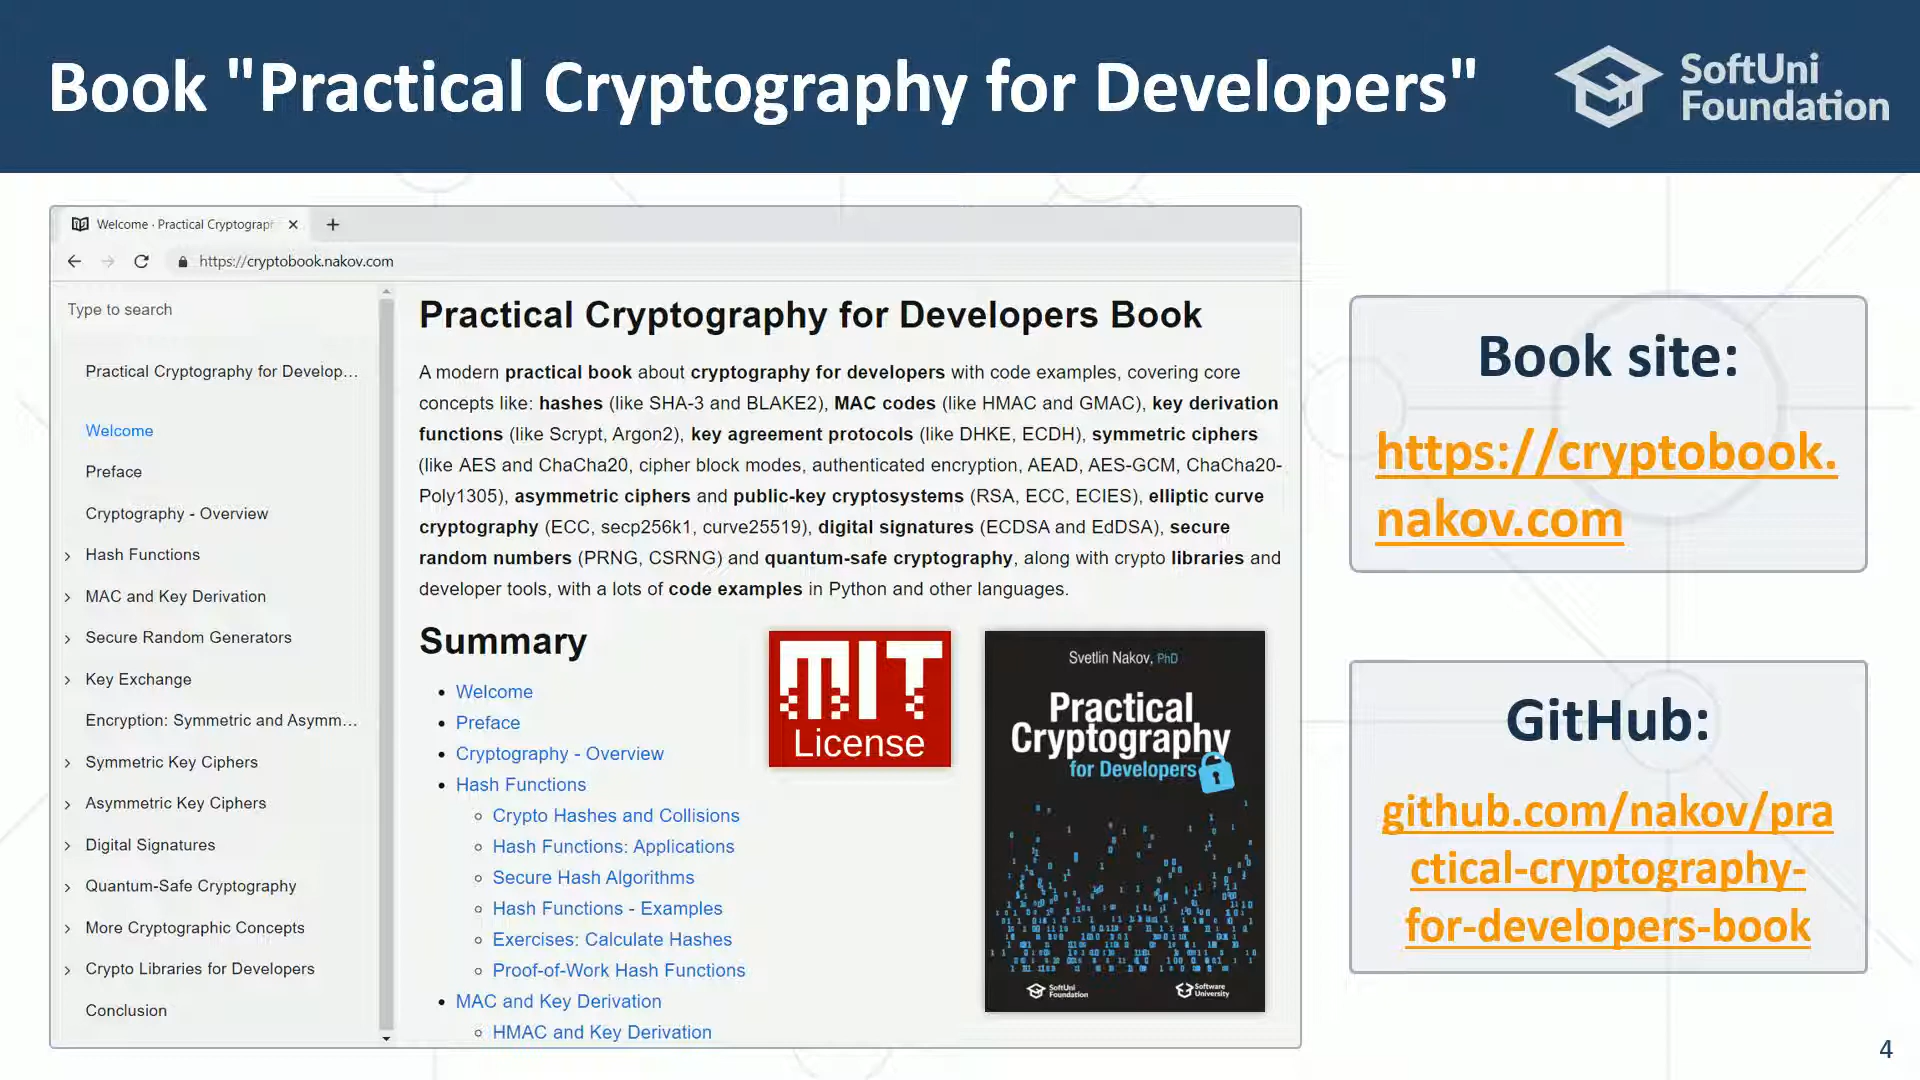 Book "Practical Cryptography for Developers"
SoftUni
Foundation
Welcome · Practical Cryptograph
https://cryptobook.nakov.com
Type to search
Practical Cryptography for Develop...
Welcome
Preface
Cryptography - Overview
Hash Functions
MAC and Key Derivation
Secure Random Generators
Key Exchange
Encryption: Symmetric and Asymm...
Symmetric Key Ciphers
Asymmetric Key Ciphers
Digital Signatures
Quantum-Safe Cryptography
More Cryptographic Concepts
Crypto Libraries for Developers
Conclusion
Practical Cryptography for Developers Book
A modern practical book about cryptography for developers with code examples, covering core
concepts like: hashes (like SHA-3 and BLAKE2), MAC codes (like HMAC and GMAC), key derivation
functions (like Scrypt, Argon2), key agreement protocols (like DHKE, ECDH), symmetric ciphers
(like AES and ChaCha20, cipher block modes, authenticated encryption, AEAD, AES-GCM, ChaCha20-
Poly1305), asymmetric ciphers and public-key cryptosystems (RSA, ECC, ECIES), elliptic curve
cryptography (ECC, secp256k1, curve25519), digital signatures (ECDSA and EdDSA), secure
random numbers (PRNG, CSRNG) and quantum-safe cryptography, along with crypto libraries and
developer tools, with a lots of code examples in Python and other languages.
Summary
• Welcome
• Preface
• Cryptography - Overview
• Hash Functions
◦ Crypto Hashes and Collisions
◦ Hash Functions: Applications
◦ Secure Hash Algorithms
◦ Hash Functions - Examples
◦ Exercises: Calculate Hashes
◦ Proof-of-Work Hash Functions
• MAC and Key Derivation
◦ HMAC and Key Derivation
MIT
License
Svetlin Nakov, PhD
Practical
Cryptography
for Developers
SoftUni
Foundation
Software
University
Book site:
https://cryptobook.
nakov.com
GitHub:
github.com/nakov/pra
ctical-cryptography-
for-developers-book
4